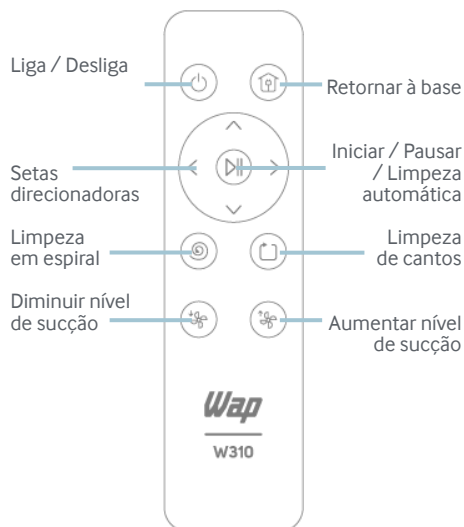 Liga / Desliga
Retornar à base
Setas
direcionadoras
Iniciar / Pausar
/ Limpeza
automática
Limpeza
em espiral
Limpeza
de cantos
Diminuir nível
de sucção
Aumentar nível
de sucção
Wap
W310